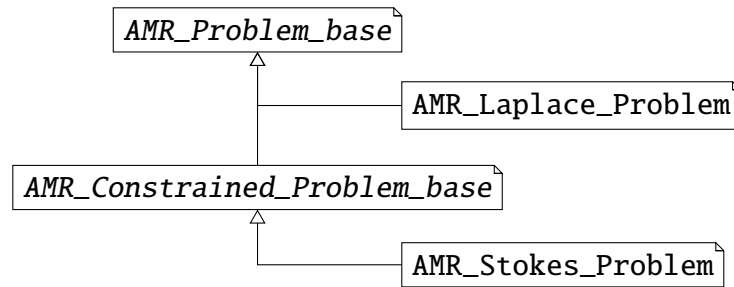 AMR_Problem_base
AMR_Laplace_Problem
AMR_Constrained_Problem_base
AMR_Stokes_Problem